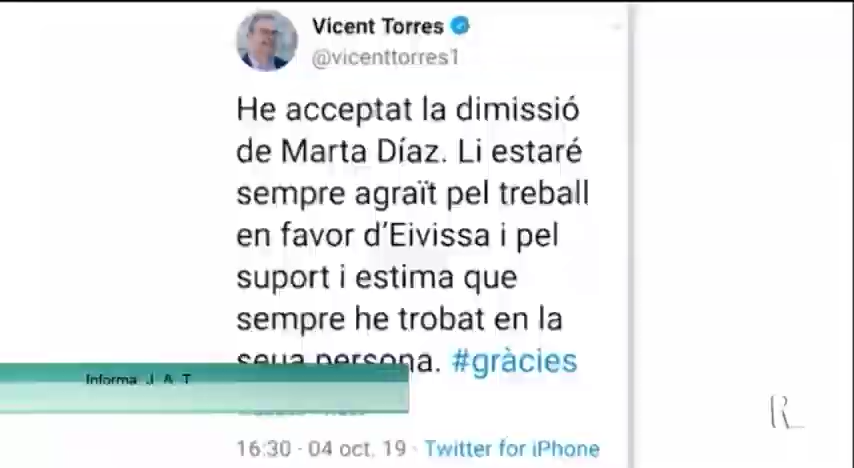 Vicent Torres
@vicenttorres1
He acceptat la dimissió
de Marta Díaz. Li estaré
sempre agraït pel treball
en favor d'Eivissa i pel
suport i estima que
sempre he trobat en la
seua persona. #gràcies
Informa J. A. T.
16:30 · 04 oct. 19 · Twitter for iPhone